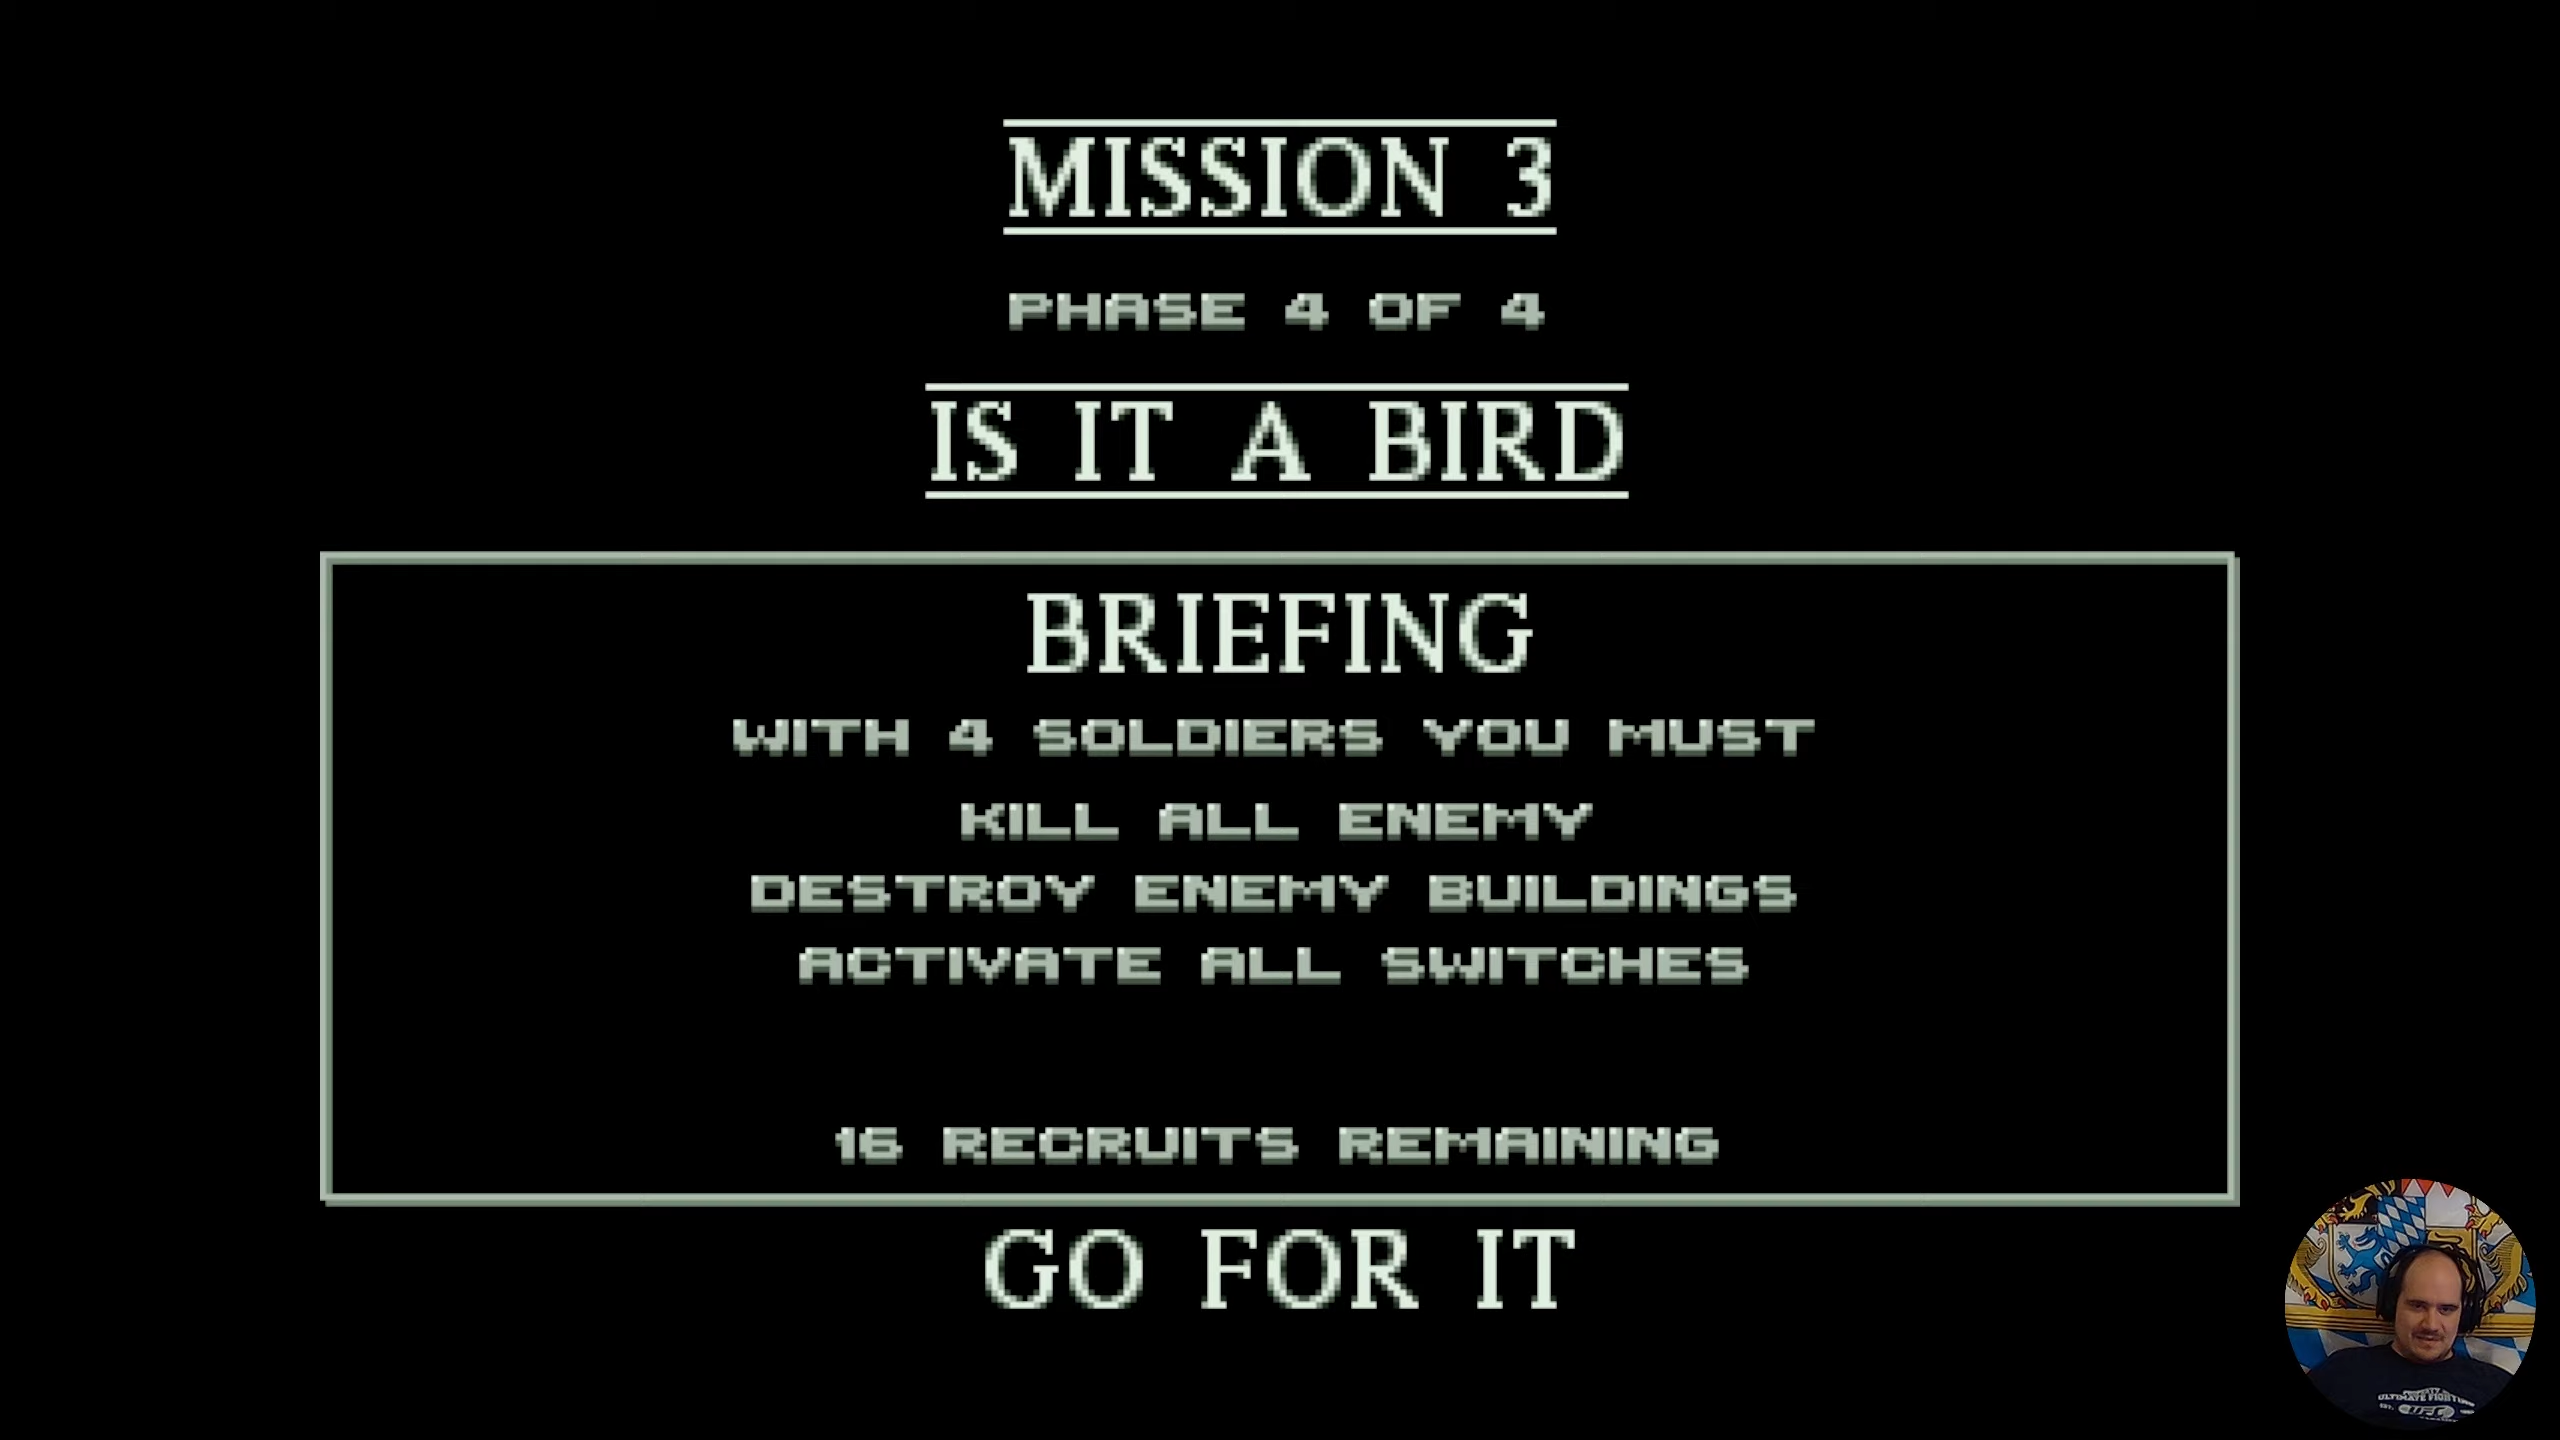 MISSION 3
PHASE 4 OF 4
IS IT A BIRD
BRIEFING
WITH 4 SOLDIERS YOU MUST
KILL ALL ENEMY
DESTROY ENEMY BUILDINGS
ACTIVATE ALL SWITCHES
16 RECRUITS REMAINING
GO FOR IT
UFC